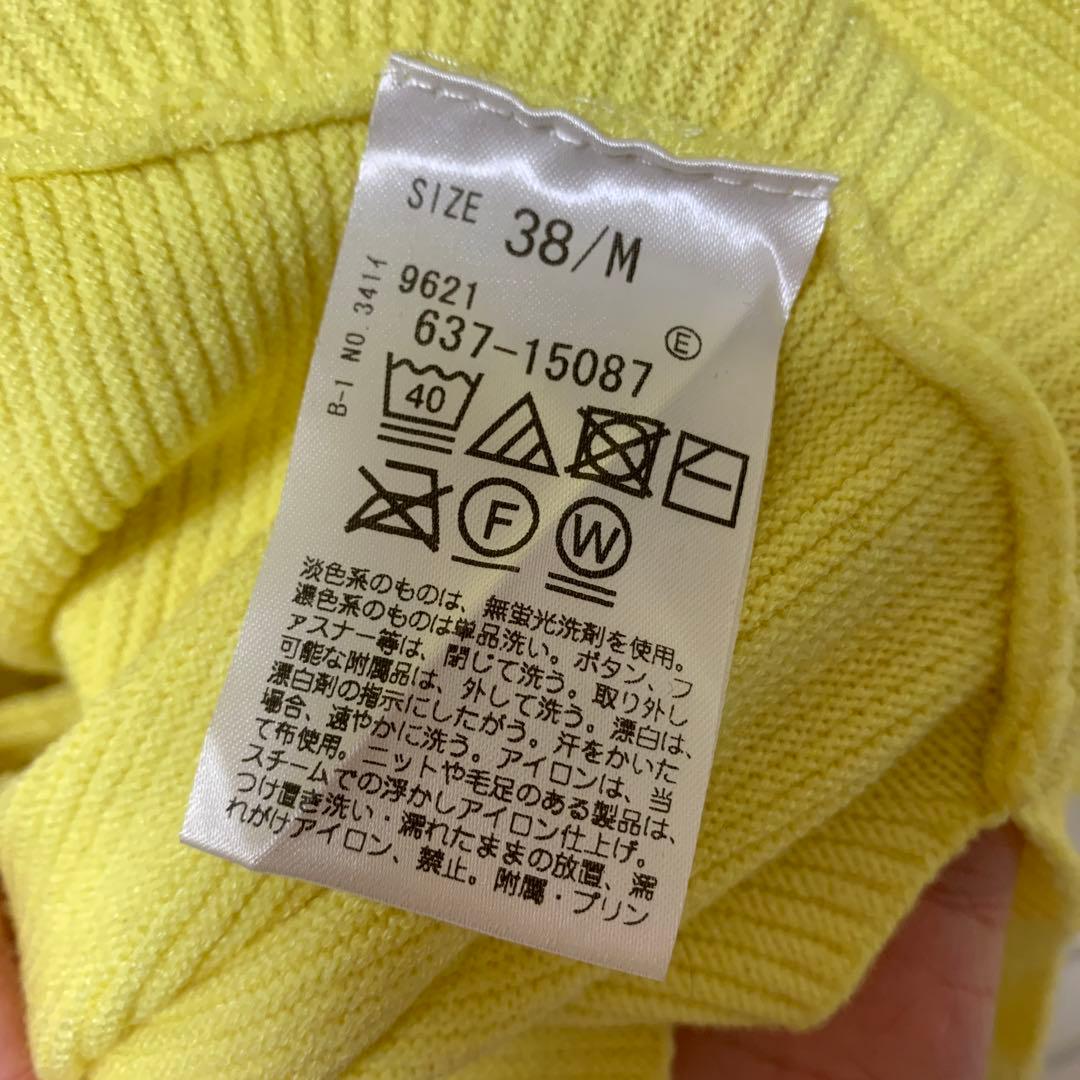 SIZE 38/M
B-1 NO.341イ
9621
637-15087 E
40
F W
淡色系のものは、無蛍光洗剤を使用。
濃色系のものは単品洗い。ボタン、フ
ァスナー等は、閉じて洗う。取り外し
可能な附属品は、外して洗う。漂白は、
漂白剤の指示にしたがう。汗をかいた
場合、速やかに洗う。アイロンは、当
て布使用。ニットや毛足のある製品は、
スチームでの浮かしアイロン仕上げ。
つけ置き洗い・濡れたままの放置、濡
れがけアイロン、禁止。附属・プリン